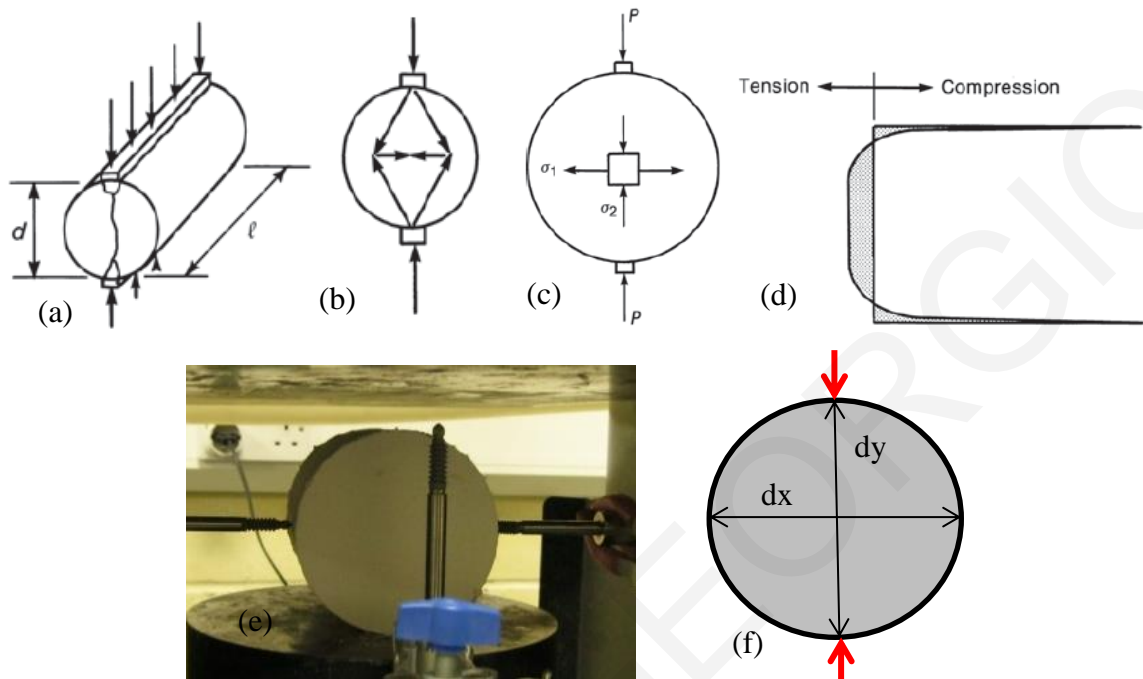 P
Tension Compression
d
ℓ
σ₁
σ₂
P
(a)
(b)
(c)
(d)
dy
dx
(e)
(f)